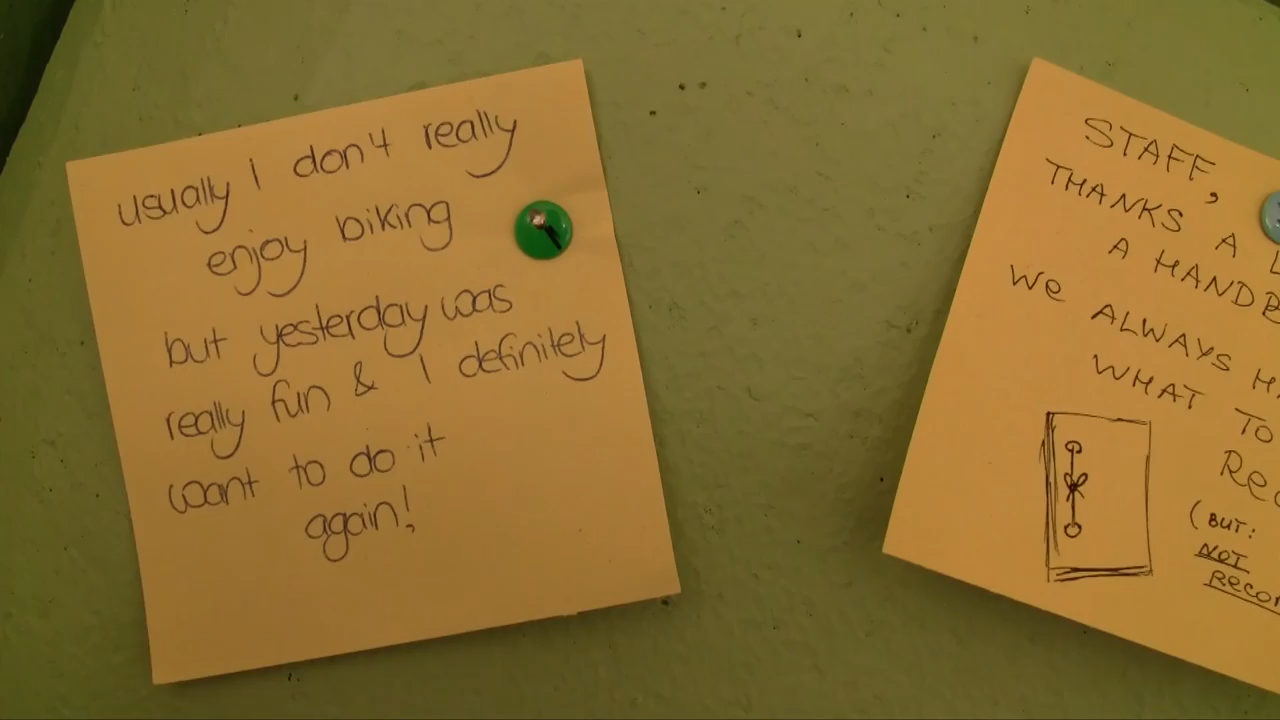 usually I don't really
enjoy biking
but yesterday was
really fun & I definitely
want to do it
again!
STAFF,
THANKS A
A
We ALWAYS
WHAT TO
(BUT:
NOT